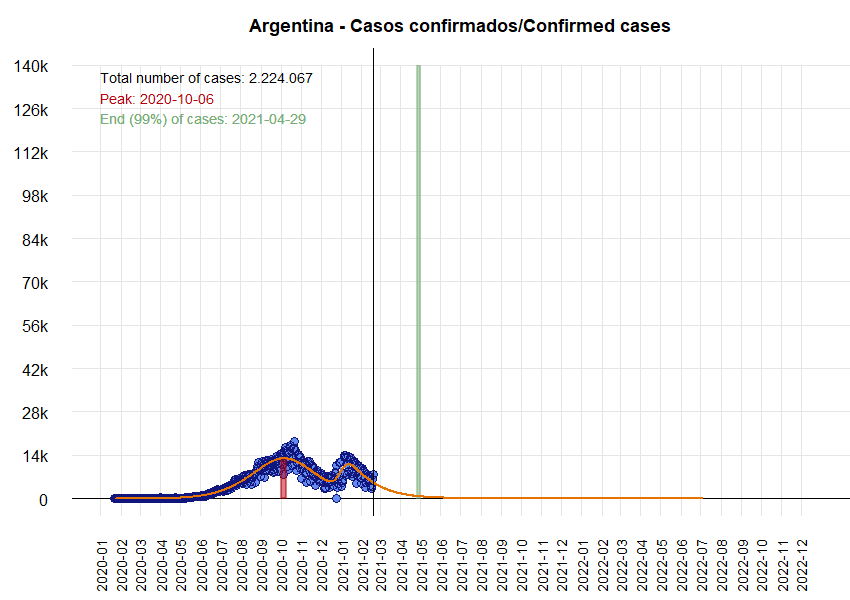 Argentina - Casos confirmados/Confirmed cases
140k
126k
112k
98k
84k
70k
56k
42k
28k
14k
0
Total number of cases: 2.224.067
Peak: 2020-10-06
End (99%) of cases: 2021-04-29
2020-01
2020-02
2020-03
2020-04
2020-05
2020-06
2020-07
2020-08
2020-09
2020-10
2020-11
2020-12
2021-01
2021-02
2021-03
2021-04
2021-05
2021-06
2021-07
2021-08
2021-09
2021-10
2021-11
2021-12
2022-01
2022-02
2022-03
2022-04
2022-05
2022-06
2022-07
2022-08
2022-09
2022-10
2022-11
2022-12